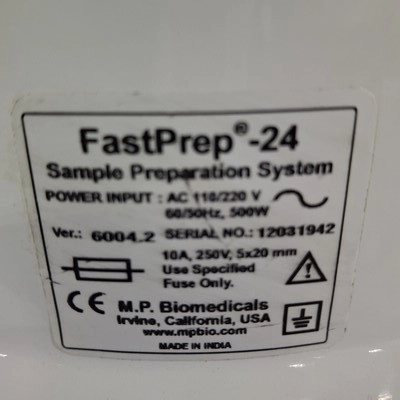 FastPrep®-24
Sample Preparation System
POWER INPUT : AC 110/220 V
60/50Hz, 500W
Ver.: 6004.2 SERIAL NO.: 12031942
10A, 250V, 5x20 mm
Use Specified
Fuse Only.
CE M.P. Biomedicals
Irvine, California, USA
www.mpbio.com
MADE IN INDIA